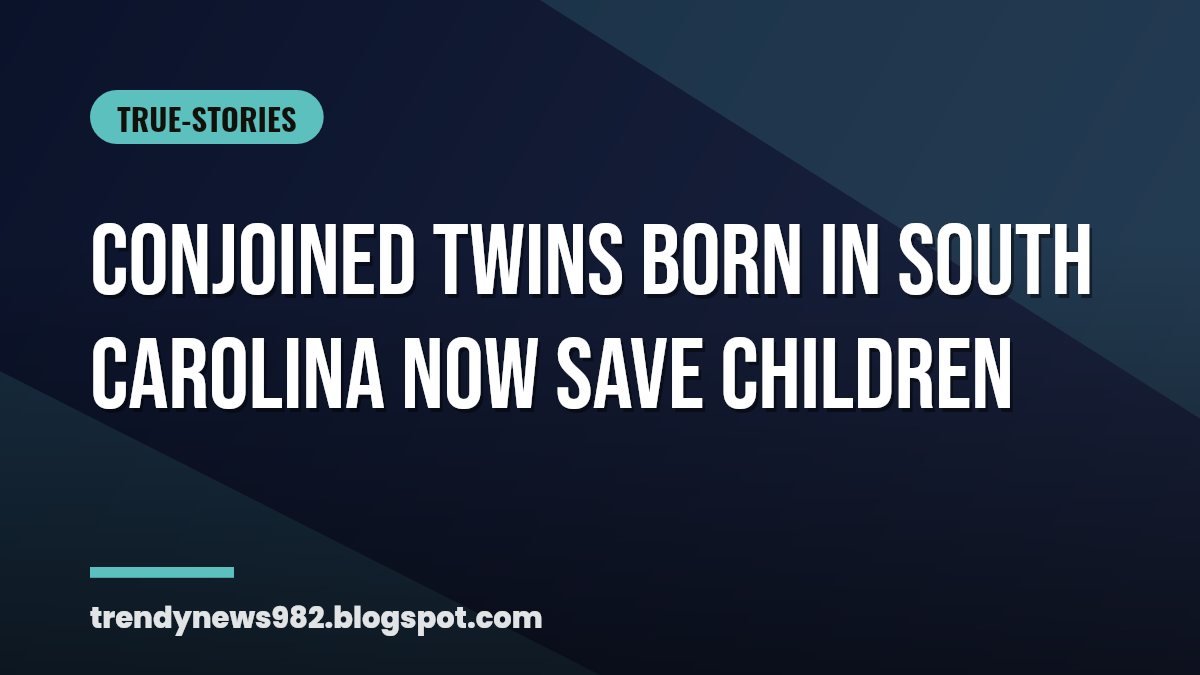 TRUE-STORIES
CONJOINED TWINS BORN IN SOUTH
CAROLINA NOW SAVE CHILDREN
trendynews982.blogspot.com